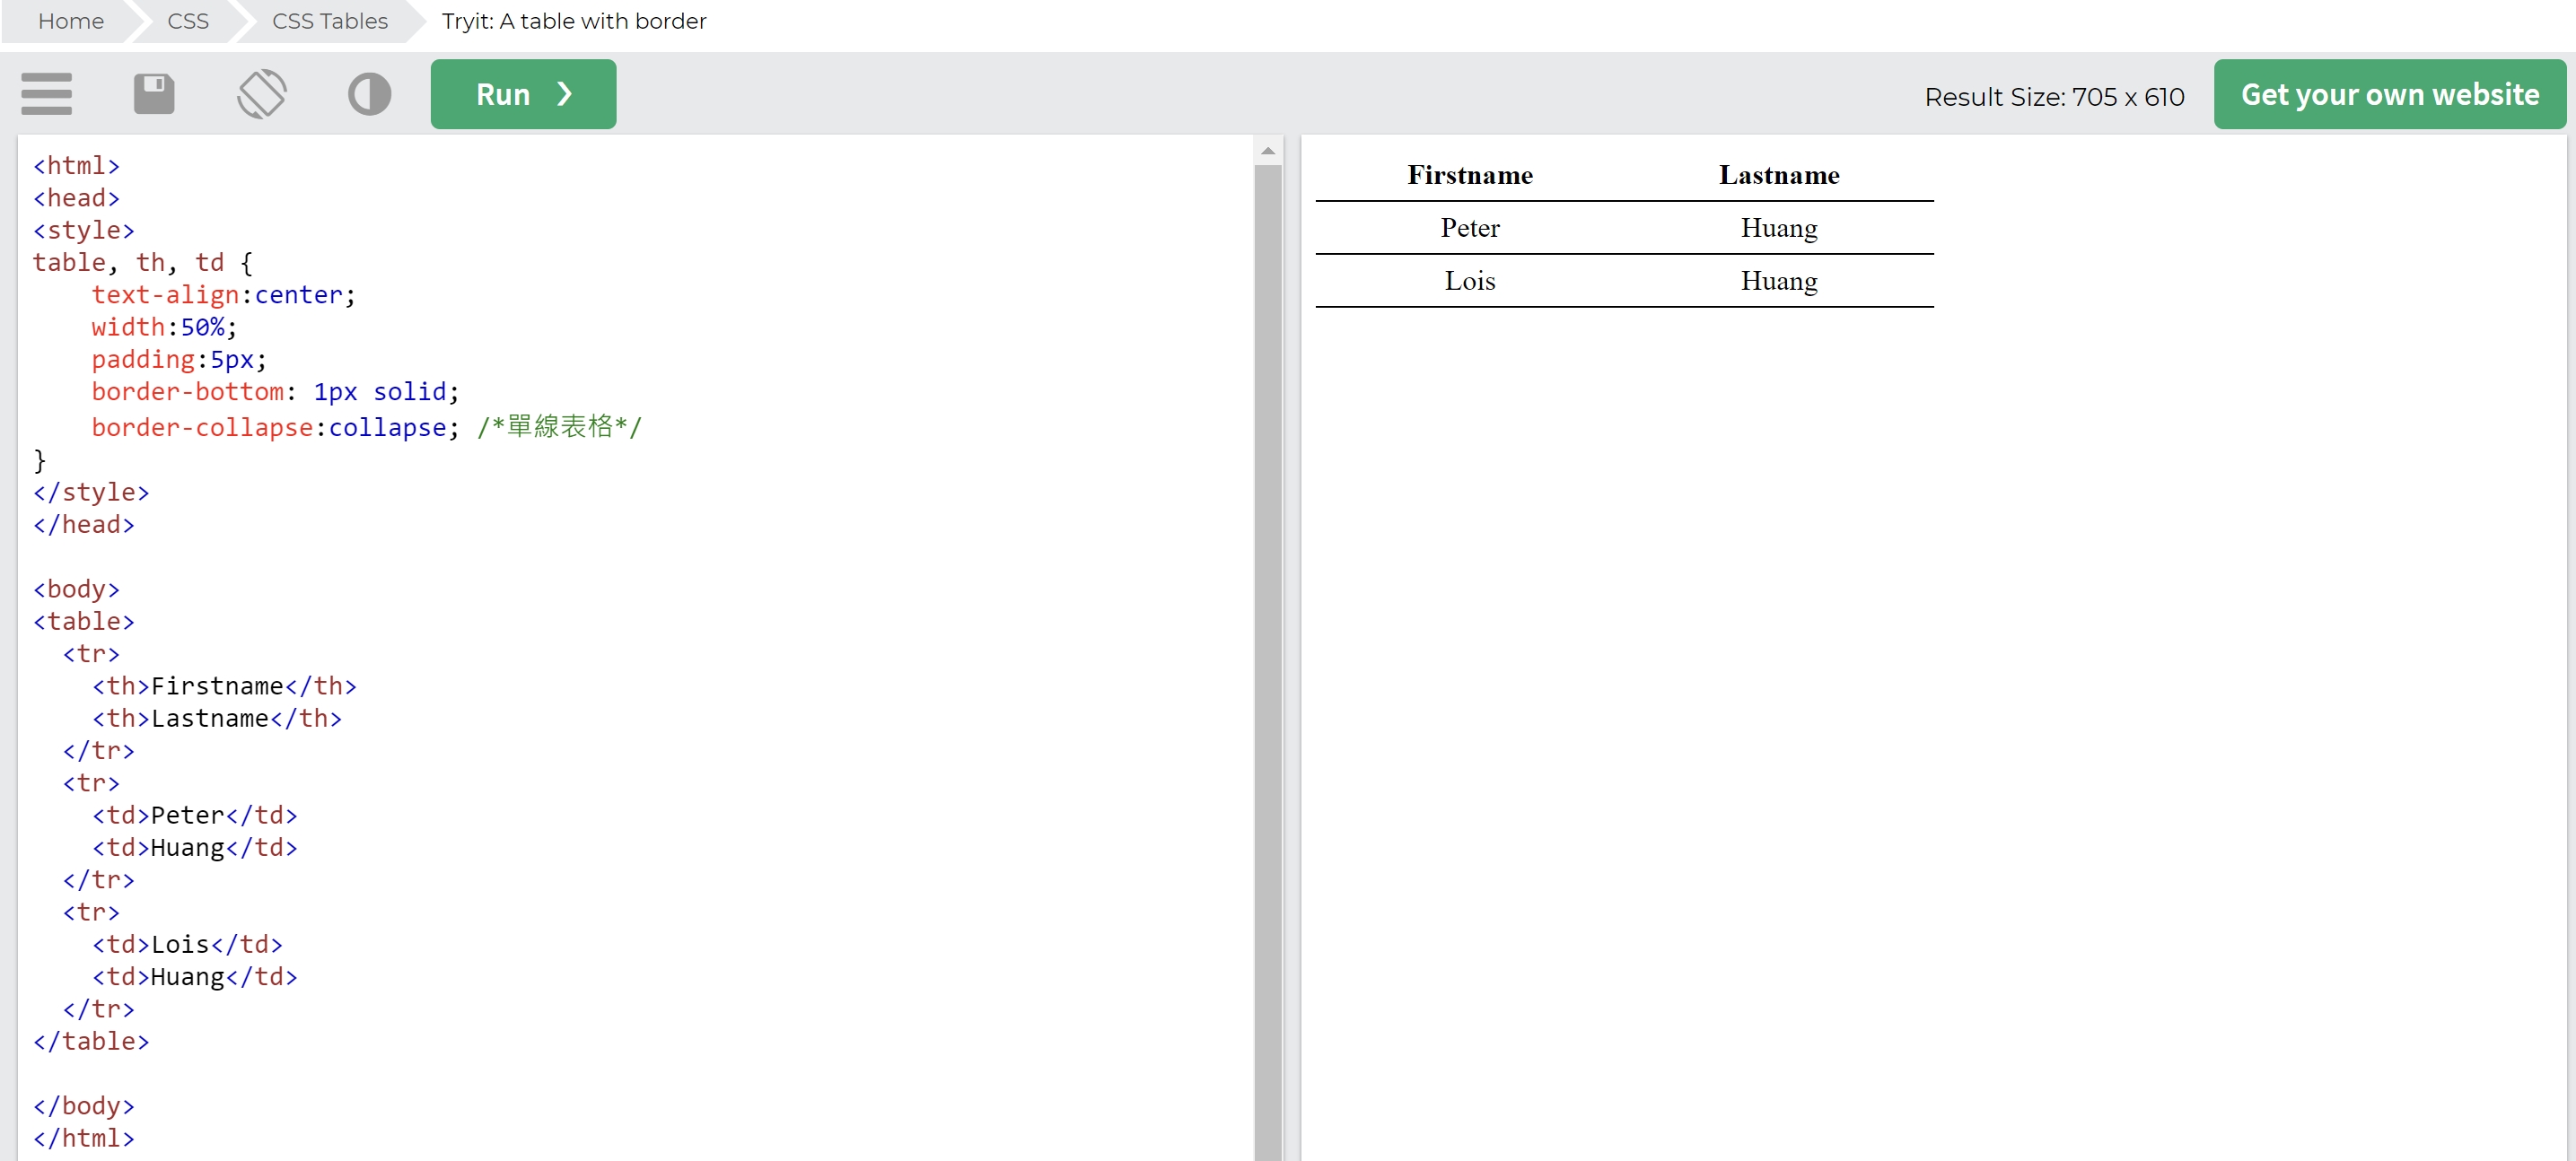 Home CSS CSS Tables Tryit: A table with border
Run ❯ Result Size: 705 x 610 Get your own website
<html>
<head>
<style>
table, th, td {
    text-align:center;
    width:50%;
    padding:5px;
    border-bottom: 1px solid;
    border-collapse:collapse; /*單線表格*/
}
</style>
</head>

<body>
<table>
  <tr>
    <th>Firstname</th>
    <th>Lastname</th>
  </tr>
  <tr>
    <td>Peter</td>
    <td>Huang</td>
  </tr>
  <tr>
    <td>Lois</td>
    <td>Huang</td>
  </tr>
</table>

</body>
</html>
Firstname Lastname
Peter Huang
Lois Huang